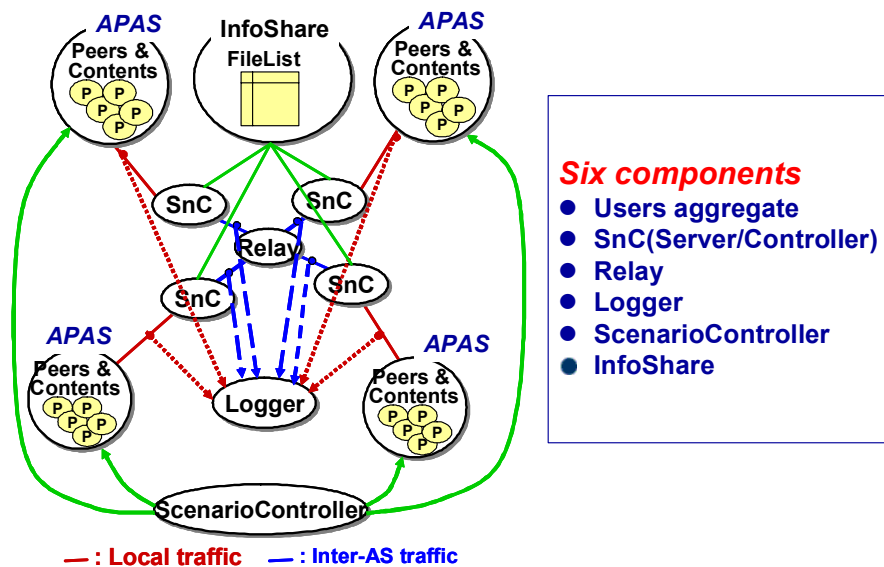 APAS
Peers &
Contents
P
P
P
P
P
InfoShare
FileList
APAS
Peers &
Contents
P
P
P
P
P
SnC
SnC
Relay
SnC
SnC
APAS
Peers &
Contents
P
P
P
P
P
Logger
APAS
Peers &
Contents
P
P
P
P
P
ScenarioController
: Local traffic
: Inter-AS traffic
Six components
● Users aggregate
● SnC(Server/Controller)
● Relay
● Logger
● ScenarioController
● InfoShare